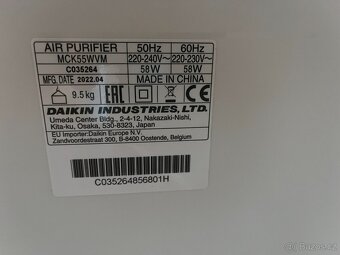 AIR PURIFIER 50Hz 60Hz
MCK55WVM 220-240V~ 220-230V~
C035264 58W 58W
MFG. DATE 2022.04 MADE IN CHINA
9.5kg EAC
DAIKIN INDUSTRIES, LTD.
Umeda Center Bldg., 2-4-12, Nakazaki-Nishi,
Kita-ku, Osaka, 530-8323, Japan
EU Importer:Daikin Europe N.V.
Zandvoordestraat 300, B-8400 Oostende, Belgium
C035264856801H